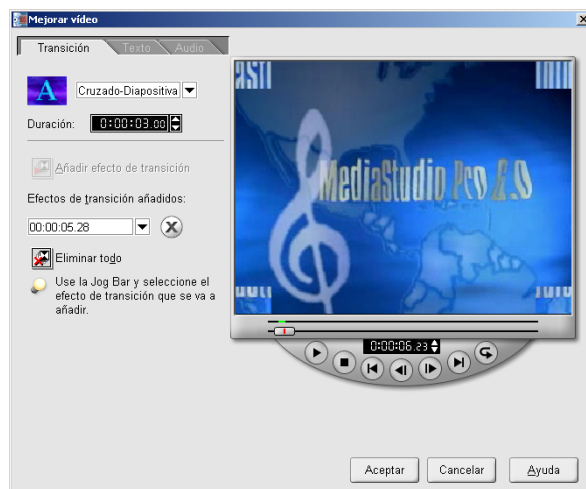 Mejorar vídeo
Transición
Texto
Audio
A
Cruzado-Diapositiva
Duración:
0:00:03.00
Añadir efecto de transición
Efectos de transición añadidos:
00:00:05.28
Eliminar todo
Use la Jog Bar y seleccione el
efecto de transición que se va a
añadir.
MediaStudio Pro 6.0
0:00:06.23
Aceptar
Cancelar
Ayuda